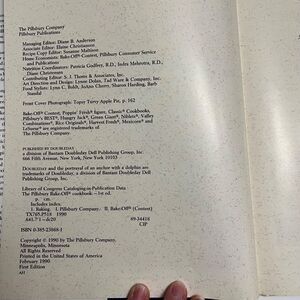 The Pillsbury Company
Pillsbury Publications
Managing Editor: Diane B. Anderson
Associate Editor: Elaine Christiansen
Recipe Copy Editor: Susanne Mattison
Home Economists: Bake-Off® Contest, Pillsbury Consumer Service
and Publications
Nutrition Coordinators: Patricia Godfrey, R.D., Indra Mehrotra, R.D.,
Diane Christensen
Contributing Editor: S. J. Thoms & Associates, Inc.
Art Direction and Design: Lynne Dolan, Tad Ware & Company, Inc.
Food Stylists: Lynn C. Boldt, JoAnn Cherry, Sharon Harding, Barb
Standal
Front Cover Photograph: Topsy Turvy Apple Pie, p. 162
Bake-Off® Contest, Poppin' Fresh® figure, Classic® Cookbooks,
Pillsbury's BEST®, Hungry Jack®, Green Giant®, Niblets®, Valley
Combinations®, Rice Originals®, Harvest Fresh®, Mexicorn® and
LeSueur® are registered trademarks of
The Pillsbury Company.
PUBLISHED BY DOUBLEDAY
a division of Bantam Doubleday Dell Publishing Group, Inc.
666 Fifth Avenue, New York, New York 10103
DOUBLEDAY and the portrayal of an anchor with a dolphin are
trademarks of Doubleday, a division of Bantam Doubleday Dell
Publishing Group, Inc.
Library of Congress Cataloging-in-Publication Data
The Pillsbury Bake-off cookbook.—1st ed.
p. cm.
Includes index.
1. Baking. I. Pillsbury Company. II. Bake-Off® (Contest)
TX765.P518 1990
641.7'1—dc20 89-34418
CIP
ISBN 0-385-23868-J
Copyright © 1990 by The Pillsbury Company,
Minneapolis, Minnesota
All Rights Reserved
Printed in the United States of America
February 1990
First Edition